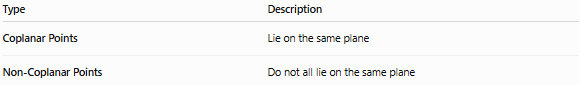 Type Description
Coplanar Points Lie on the same plane
Non-Coplanar Points Do not all lie on the same plane